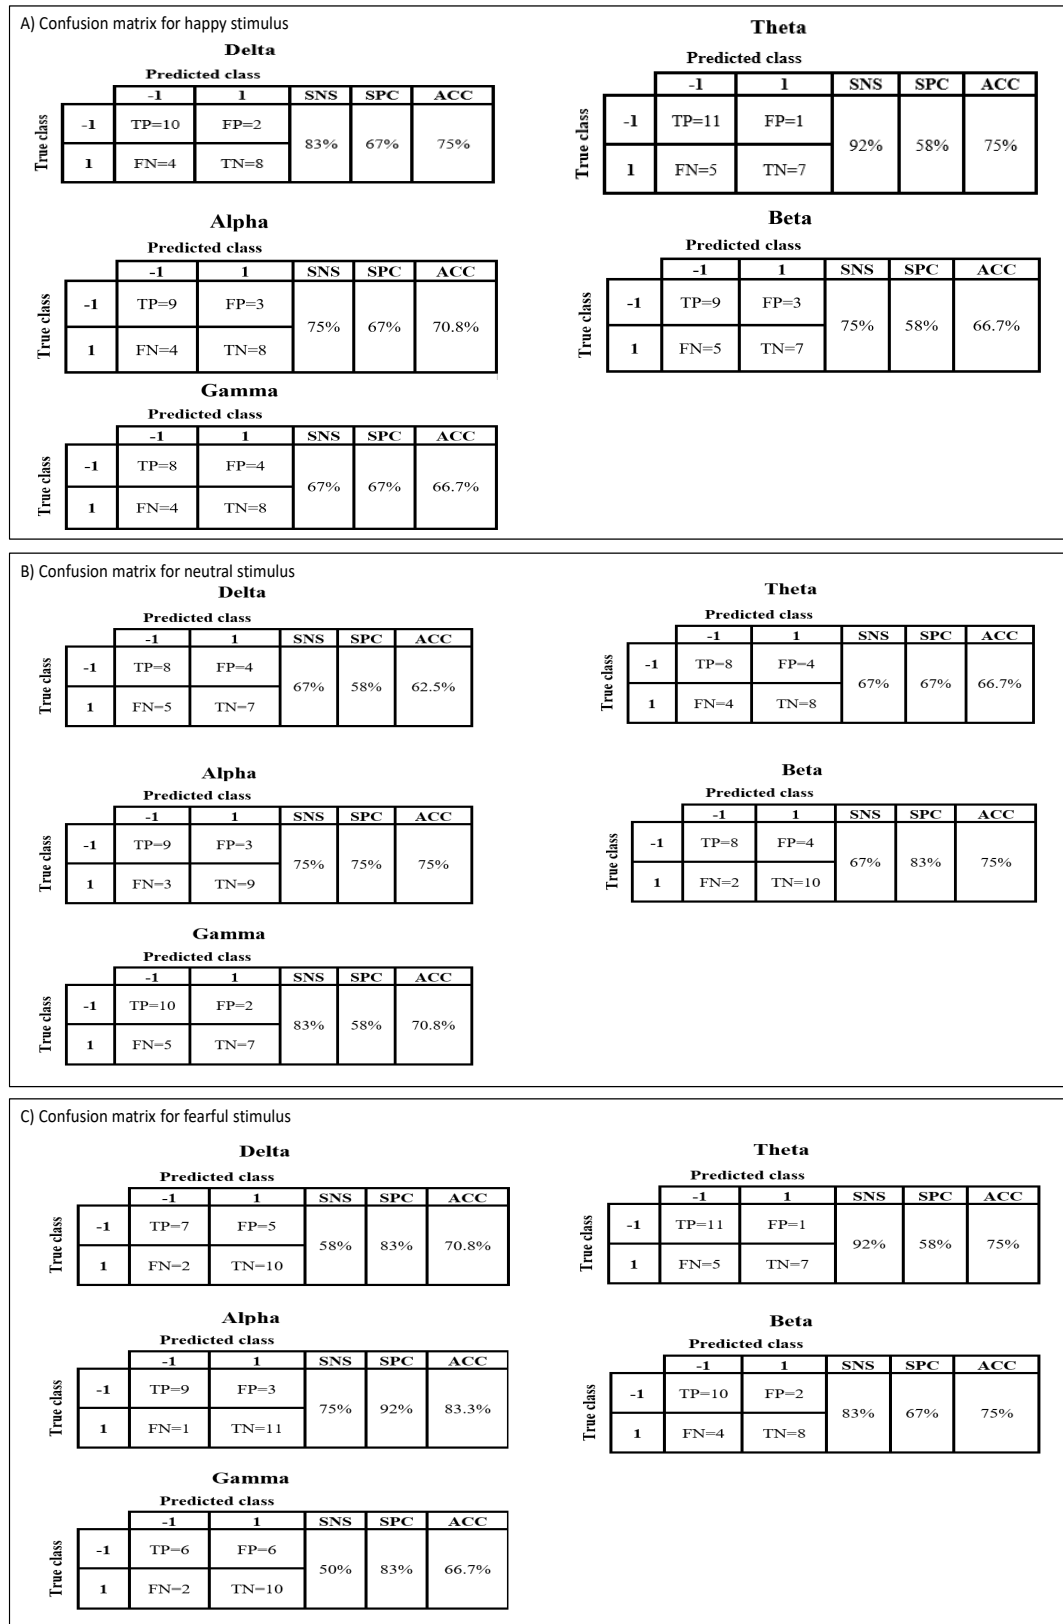 A) Confusion matrix for happy stimulus
Delta
Predicted class
-1 1 SNS SPC ACC
True class
-1 TP=10 FP=2 83% 67% 75%
1 FN=4 TN=8
Theta
Predicted class
-1 1 SNS SPC ACC
True class
-1 TP=11 FP=1 92% 58% 75%
1 FN=5 TN=7
Alpha
Predicted class
-1 1 SNS SPC ACC
True class
-1 TP=9 FP=3 75% 67% 70.8%
1 FN=4 TN=8
Beta
Predicted class
-1 1 SNS SPC ACC
True class
-1 TP=9 FP=3 75% 58% 66.7%
1 FN=5 TN=7
Gamma
Predicted class
-1 1 SNS SPC ACC
True class
-1 TP=8 FP=4 67% 67% 66.7%
1 FN=4 TN=8
B) Confusion matrix for neutral stimulus
Delta
Predicted class
-1 1 SNS SPC ACC
True class
-1 TP=8 FP=4 67% 58% 62.5%
1 FN=5 TN=7
Theta
Predicted class
-1 1 SNS SPC ACC
True class
-1 TP=8 FP=4 67% 67% 66.7%
1 FN=4 TN=8
Alpha
Predicted class
-1 1 SNS SPC ACC
True class
-1 TP=9 FP=3 75% 75% 75%
1 FN=3 TN=9
Beta
Predicted class
-1 1 SNS SPC ACC
True class
-1 TP=8 FP=4 67% 83% 75%
1 FN=2 TN=10
Gamma
Predicted class
-1 1 SNS SPC ACC
True class
-1 TP=10 FP=2 83% 58% 70.8%
1 FN=5 TN=7
C) Confusion matrix for fearful stimulus
Delta
Predicted class
-1 1 SNS SPC ACC
True class
-1 TP=7 FP=5 58% 83% 70.8%
1 FN=2 TN=10
Theta
Predicted class
-1 1 SNS SPC ACC
True class
-1 TP=11 FP=1 92% 58% 75%
1 FN=5 TN=7
Alpha
Predicted class
-1 1 SNS SPC ACC
True class
-1 TP=9 FP=3 75% 92% 83.3%
1 FN=1 TN=11
Beta
Predicted class
-1 1 SNS SPC ACC
True class
-1 TP=10 FP=2 83% 67% 75%
1 FN=4 TN=8
Gamma
Predicted class
-1 1 SNS SPC ACC
True class
-1 TP=6 FP=6 50% 83% 66.7%
1 FN=2 TN=10